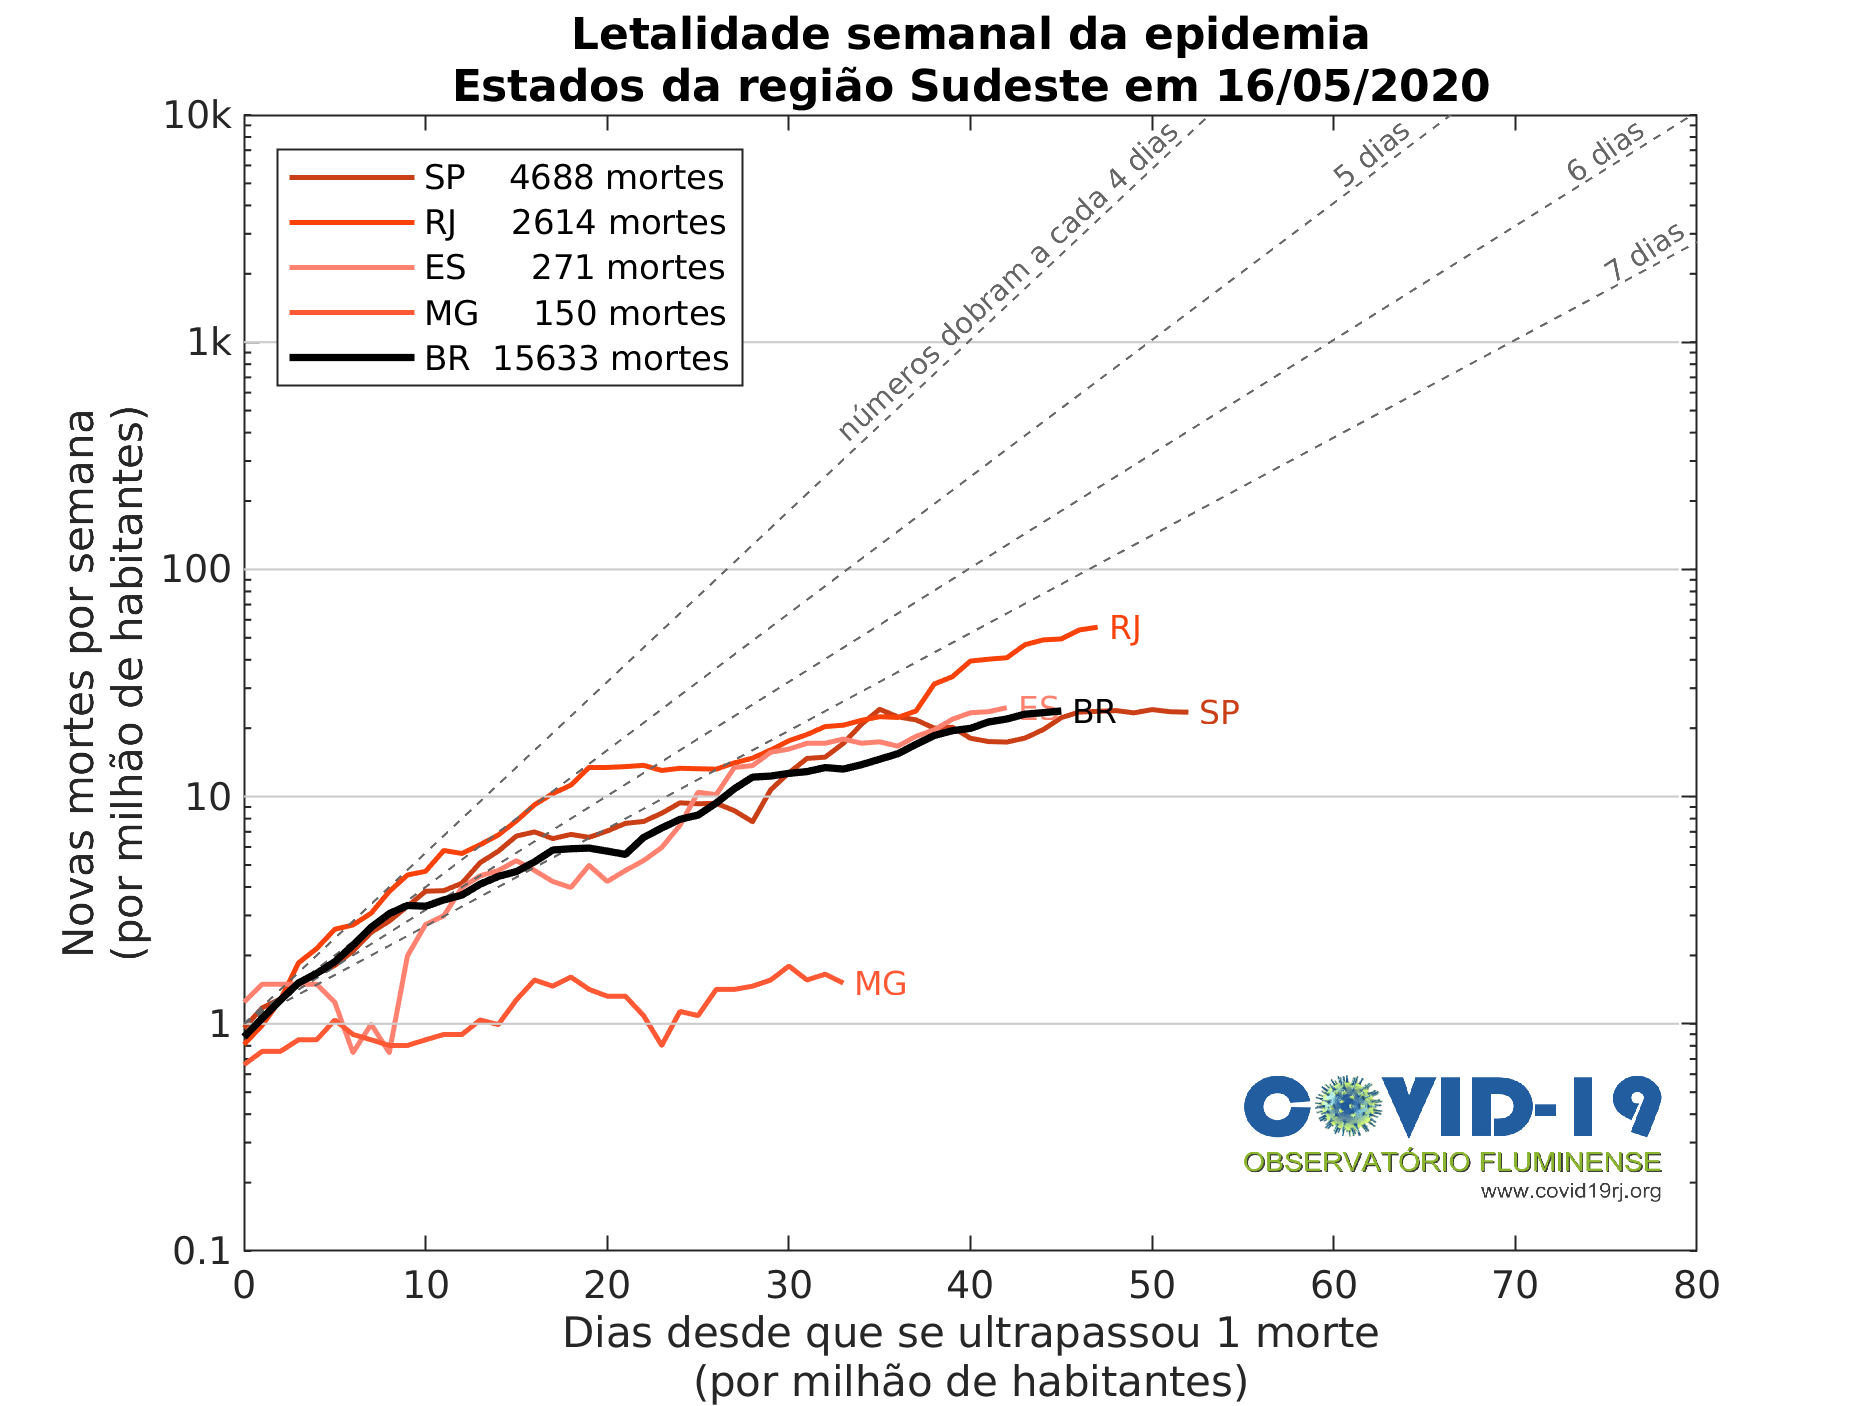 Letalidade semanal da epidemia
Estados da região Sudeste em 16/05/2020
10k
1k
100
10
1
0.1
Novas mortes por semana
(por milhão de habitantes)
SP 4688 mortes
RJ 2614 mortes
ES 271 mortes
MG 150 mortes
BR 15633 mortes
números dobram a cada 4 dias
5 dias
6 dias
7 dias
RJ
ES
BR
SP
MG
COVID-19
OBSERVATÓRIO FLUMINENSE
www.covid19rj.org
0 10 20 30 40 50 60 70 80
Dias desde que se ultrapassou 1 morte
(por milhão de habitantes)